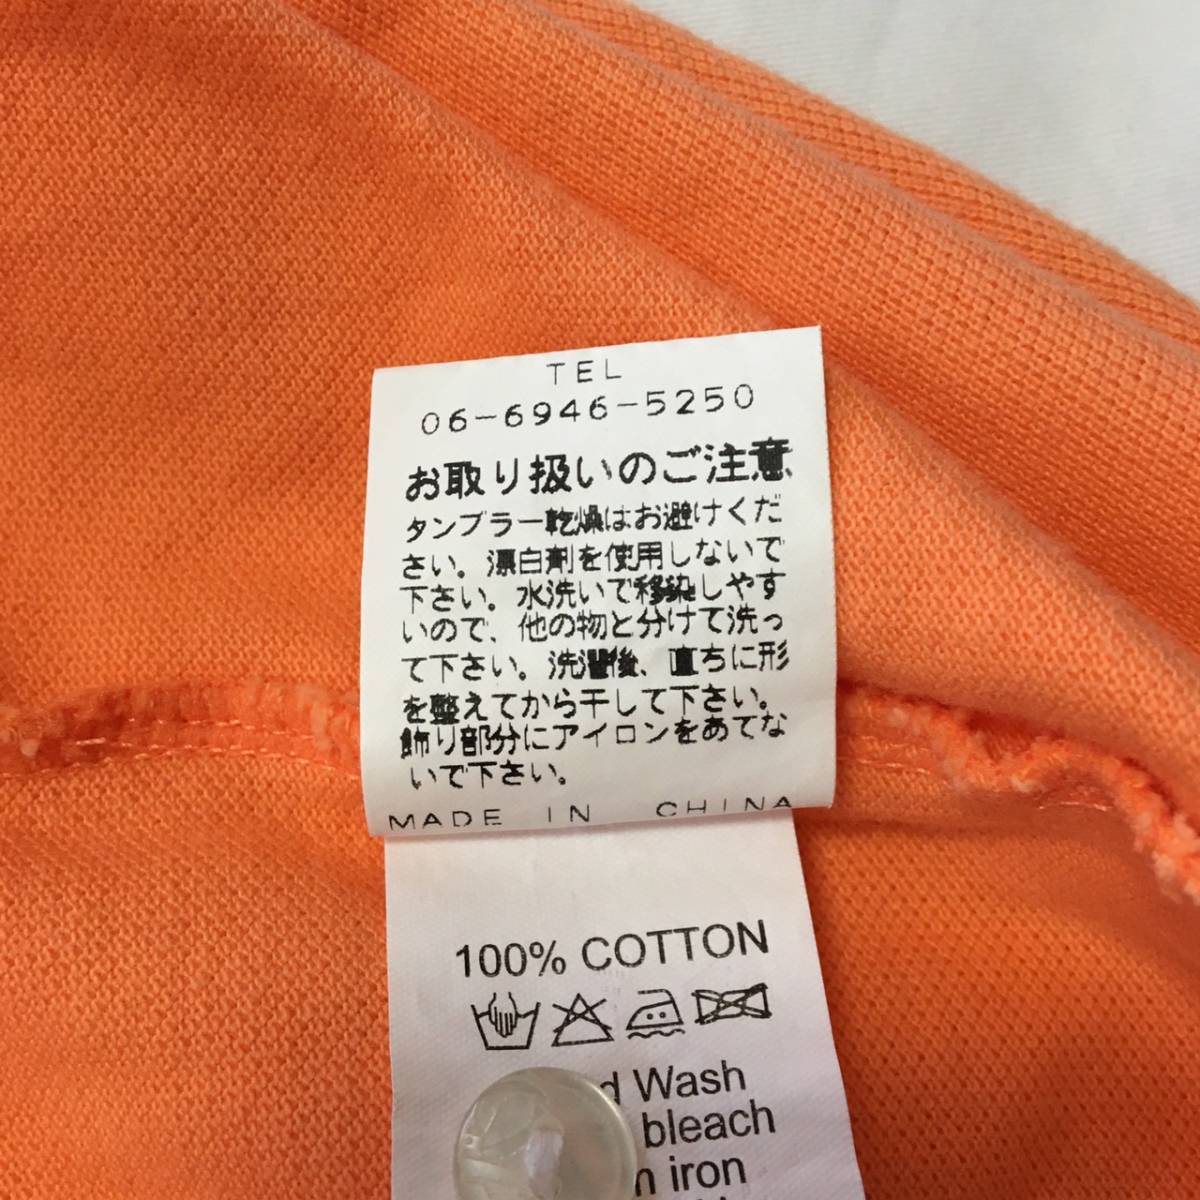 TEL
06-6946-5250
お取り扱いのご注意
タンブラー乾燥はお避けくだ
さい。漂白剤を使用しないで
下さい。水洗いで移染しやす
いので、他の物と分けて洗っ
て下さい。洗濯後、直ちに形
を整えてから干して下さい。
飾り部分にアイロンをあてな
いで下さい。
MADE IN CHINA
100% COTTON
Wash
bleach
iron